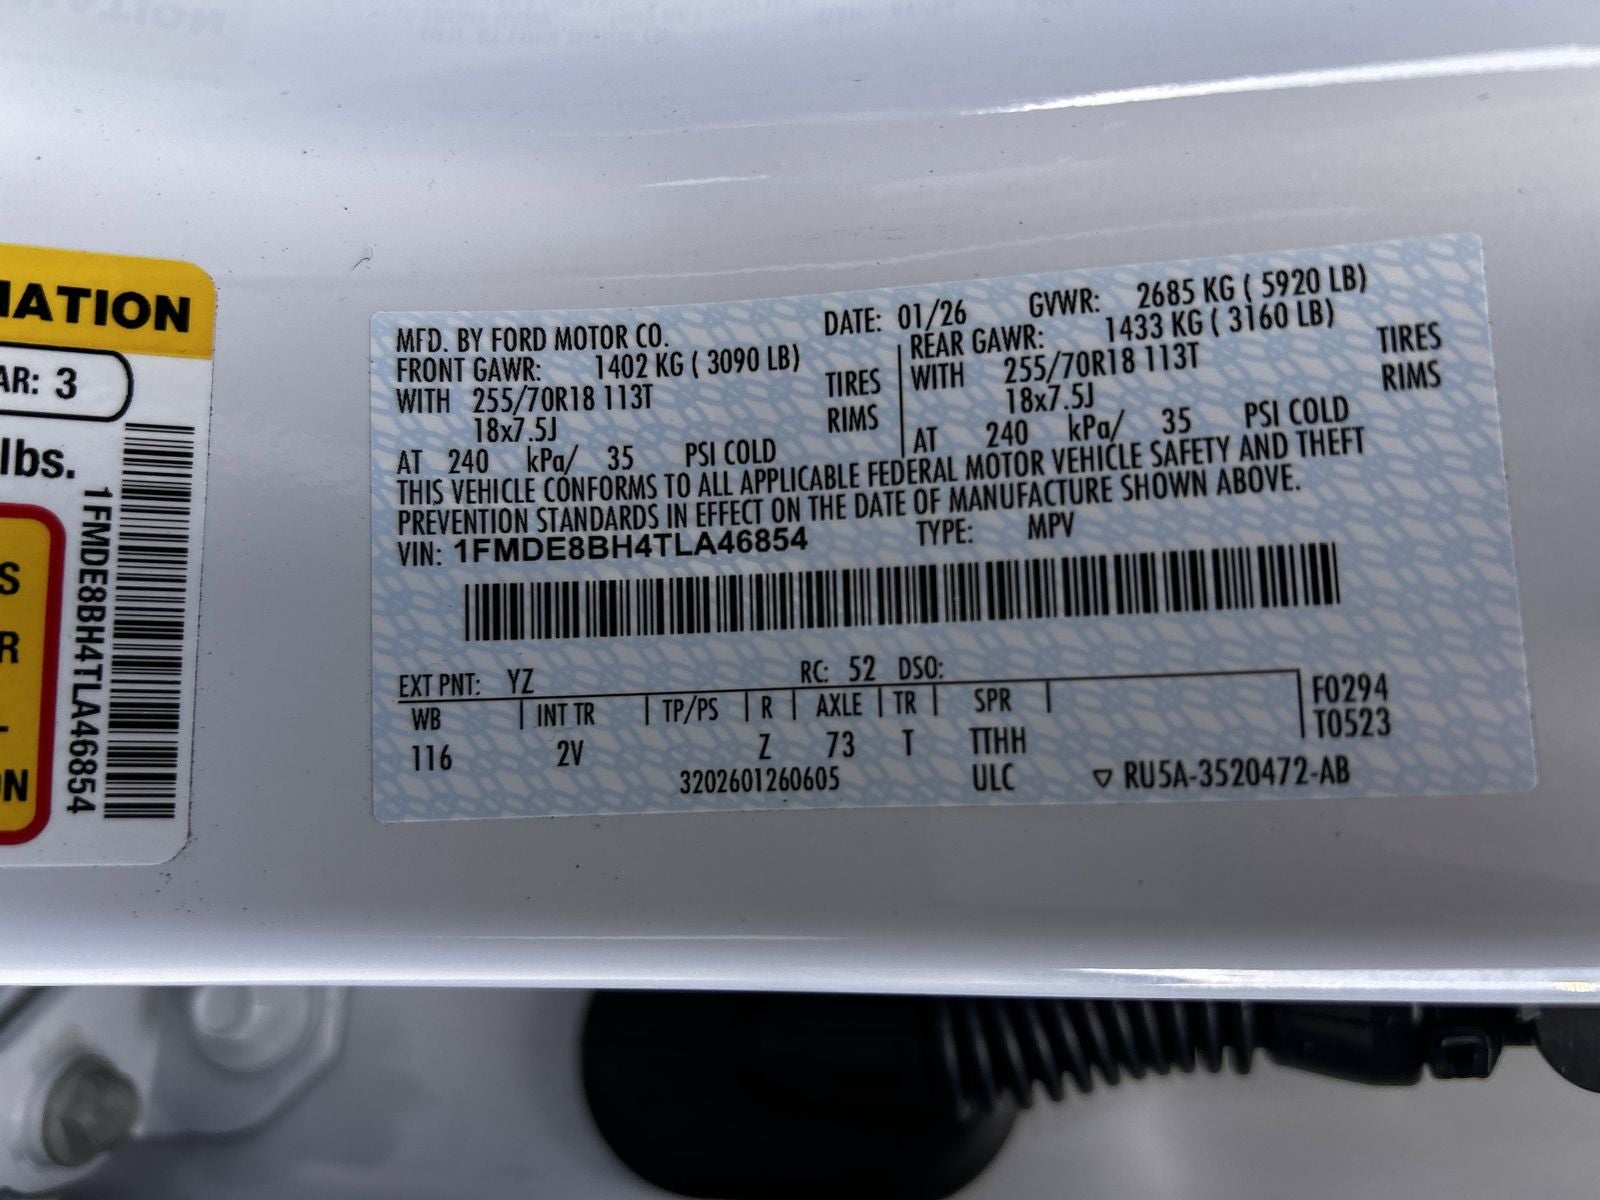 MATION
AR: 3
lbs.
1FMDE8BH4TLA46854
S
R
N
MFD. BY FORD MOTOR CO. DATE: 01/26 GVWR: 2685 KG ( 5920 LB)
FRONT GAWR: 1402 KG ( 3090 LB) REAR GAWR: 1433 KG ( 3160 LB)
WITH 255/70R18 113T TIRES WITH 255/70R18 113T TIRES
18x7.5J RIMS 18x7.5J RIMS
AT 240 kPa/ 35 PSI COLD AT 240 kPa/ 35 PSI COLD
THIS VEHICLE CONFORMS TO ALL APPLICABLE FEDERAL MOTOR VEHICLE SAFETY AND THEFT
PREVENTION STANDARDS IN EFFECT ON THE DATE OF MANUFACTURE SHOWN ABOVE.
VIN: 1FMDE8BH4TLA46854 TYPE: MPV
EXT PNT: YZ RC: 52 DSO:
WB INT TR TP/PS R AXLE TR SPR F0294
116 2V Z 73 T TTHH T0523
3202601260605 ULC ▽ RU5A-3520472-AB